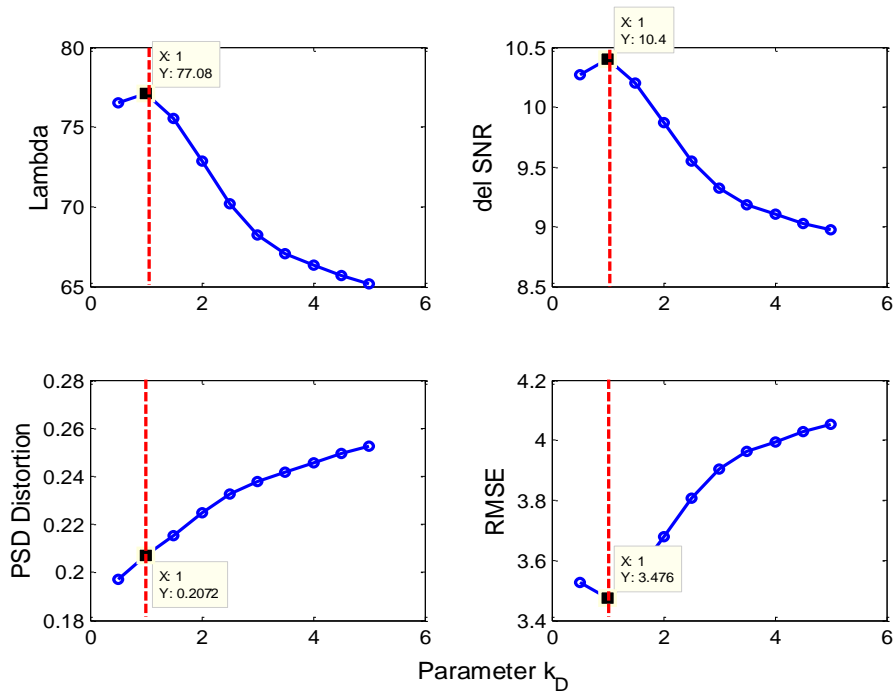 X: 1
Y: 77.08
80
75
70
65
0
2
4
6
Lambda
X: 1
Y: 10.4
10.5
10
9.5
9
8.5
0
2
4
6
del SNR
0.28
0.26
0.24
0.22
0.2
0.18
0
2
4
6
PSD Distortion
X: 1
Y: 0.2072
4.2
4
3.8
3.6
3.4
0
2
4
6
RMSE
X: 1
Y: 3.476
Parameter k_D